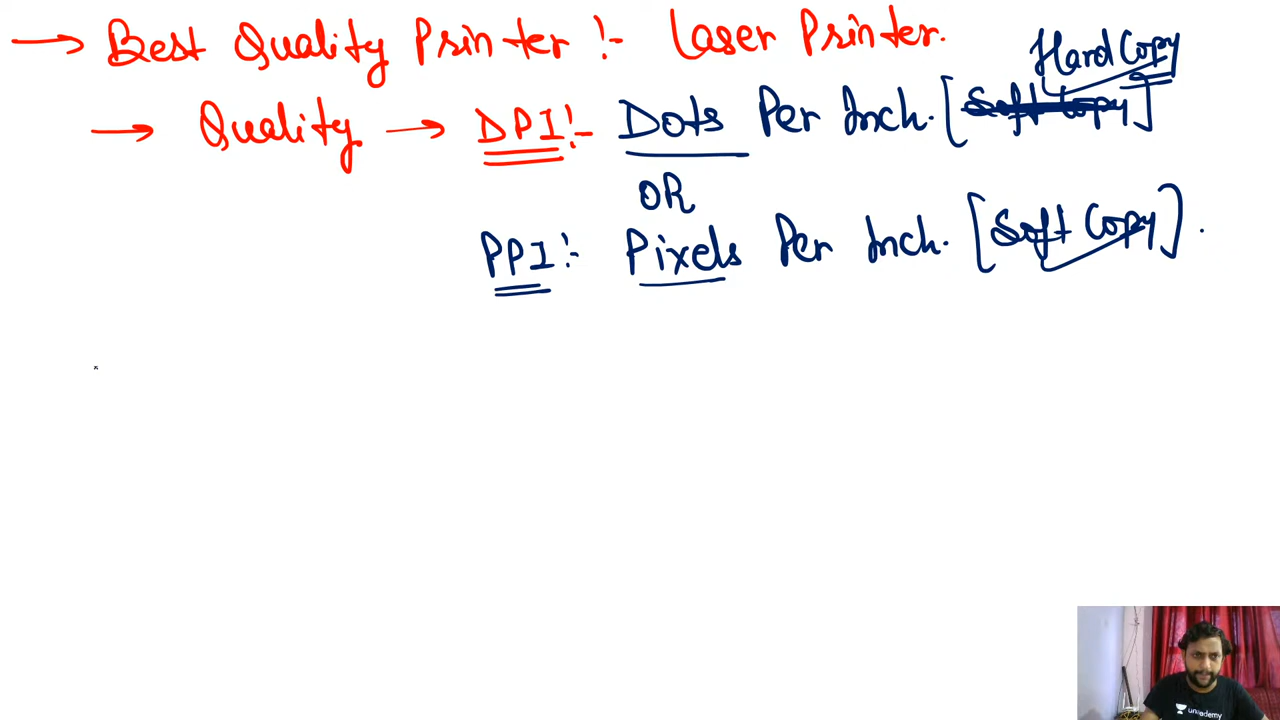 → Best Quality Printer :- Laser Printer.
Hard Copy
→ Quality → DPI :- Dots Per Inch. [Soft Copy]
OR
PPI :- Pixels Per Inch. [Soft Copy].
unacademy